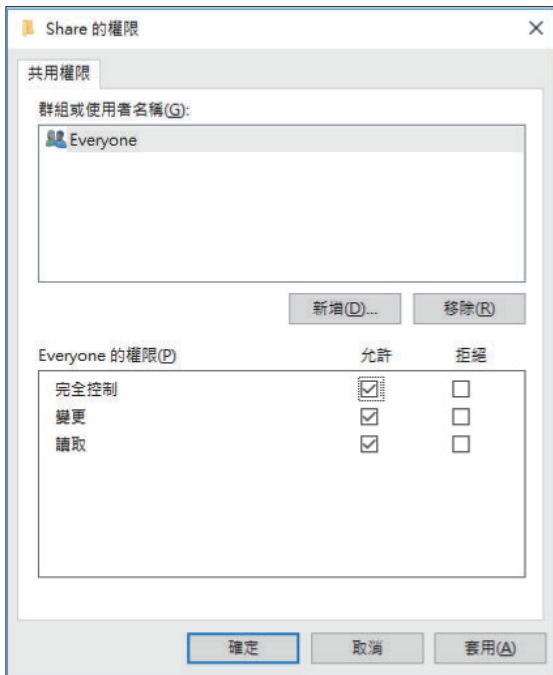 Share 的權限
共用權限
群組或使用者名稱(G):
Everyone
新增(D)... 移除(R)
Everyone 的權限(P) 允許 拒絕
完全控制
變更
讀取
確定 取消 套用(A)